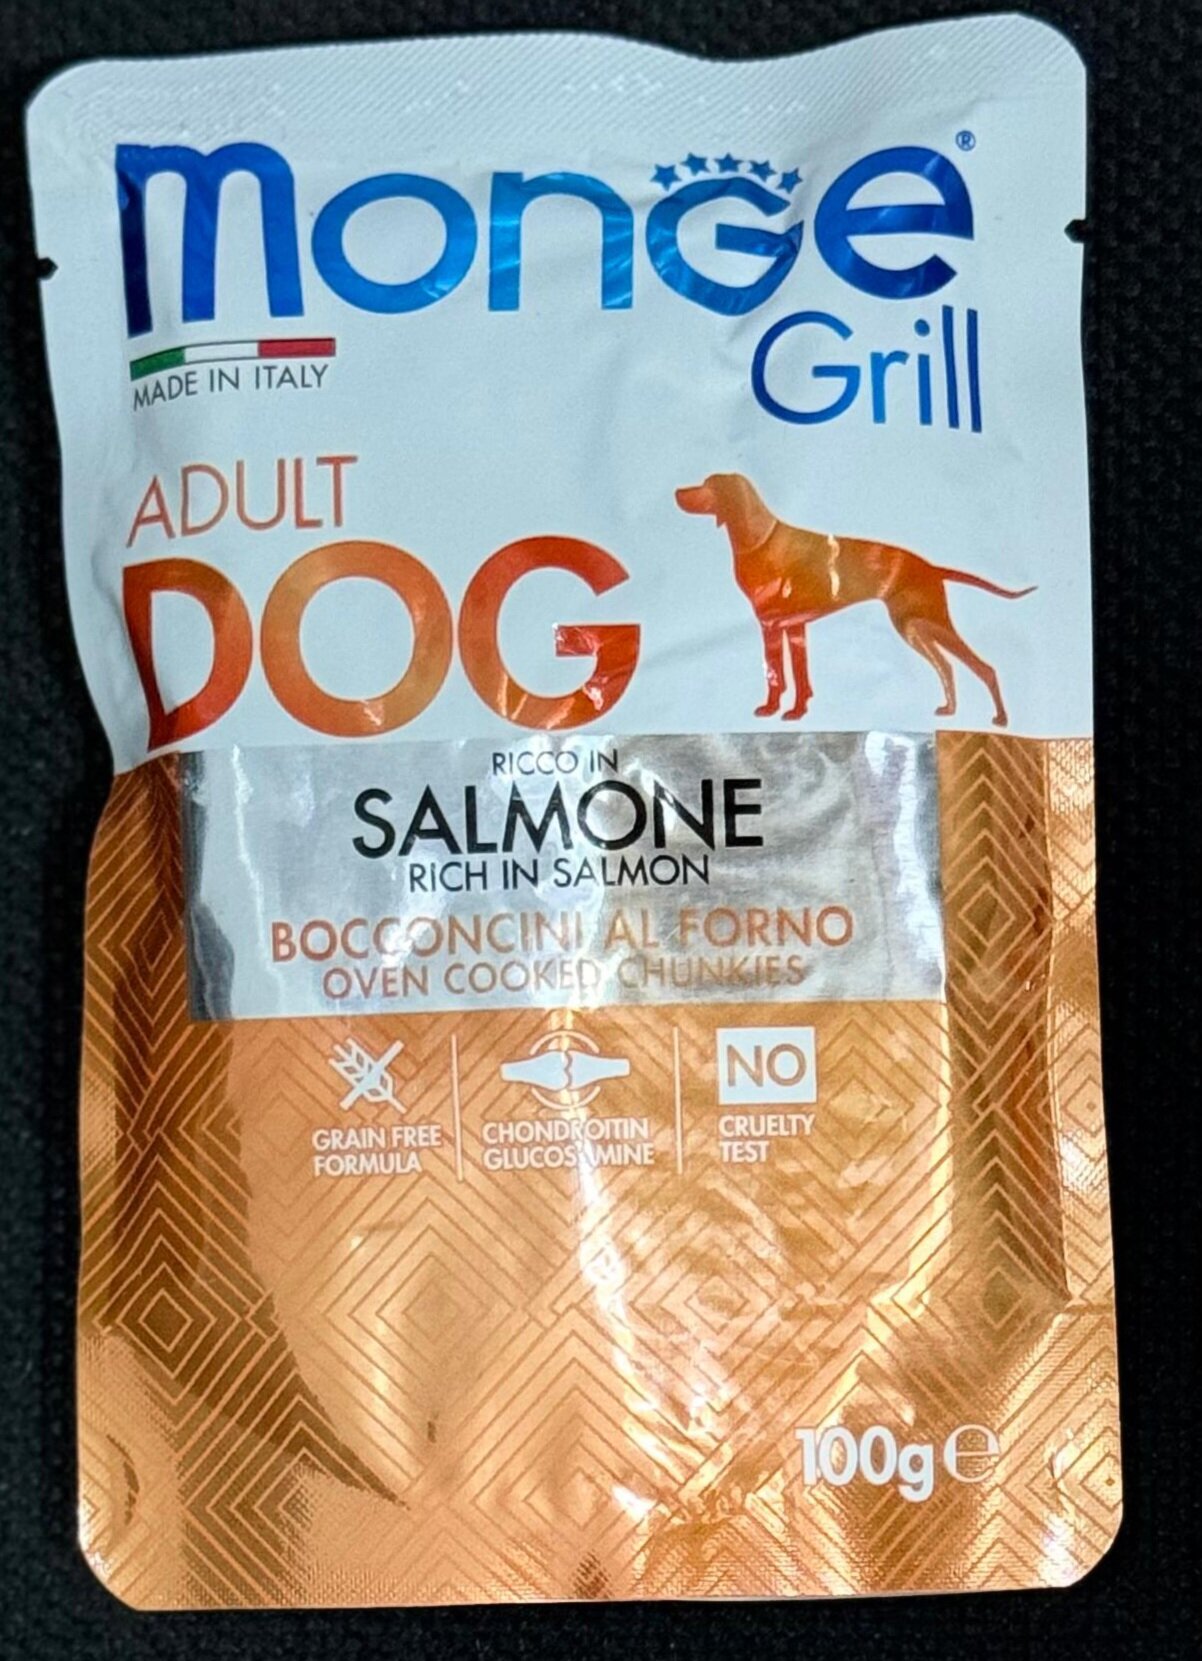 monGe®
Grill
MADE IN ITALY
ADULT
DOG
RICCO IN
SALMONE
RICH IN SALMON
BOCCONCINI AL FORNO
OVEN COOKED CHUNKIES
GRAIN FREE
FORMULA
CHONDROITIN
GLUCOSAMINE
NO
CRUELTY
TEST
100g ℮